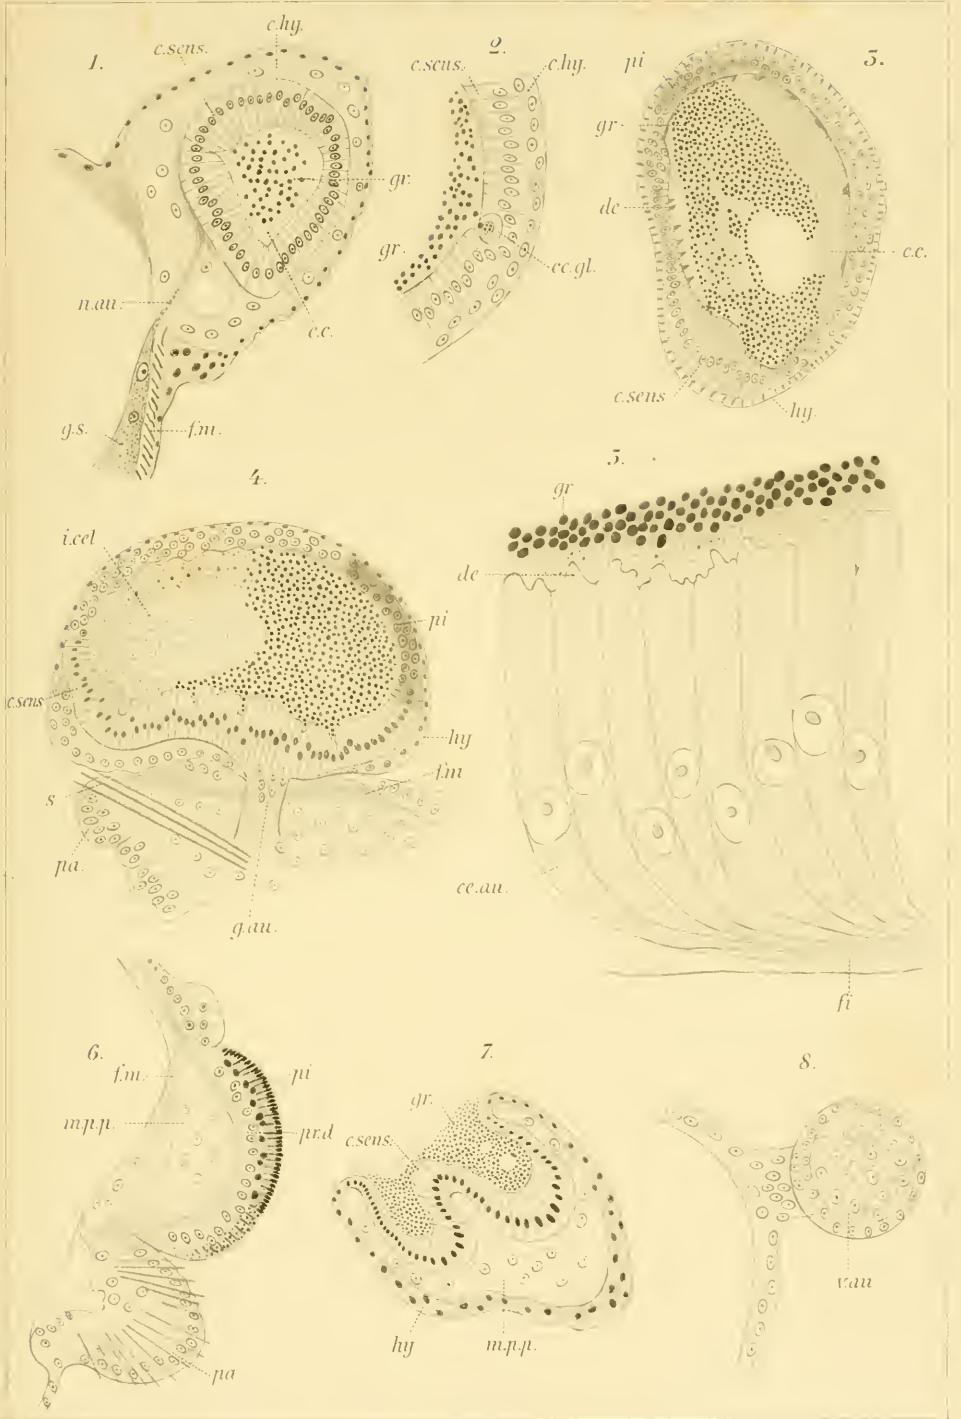 1.
c.sens.
c.hy.
gr.
n.au.
c.c.
g.s.
f.m.
2.
c.sens.
c.hy.
gr.
cc.gl.
3.
pi
gr.
de
c.c.
c.sens
hy.
4.
i.cel
pi
c.sens
hy
f.m
s
pa.
g.au.
5.
gr
de
ce.au.
fi
6.
f.m.
pi
m.p.p.
pr.d
pa
7.
gr.
c.sens.
hy
m.p.p.
8.
v.au